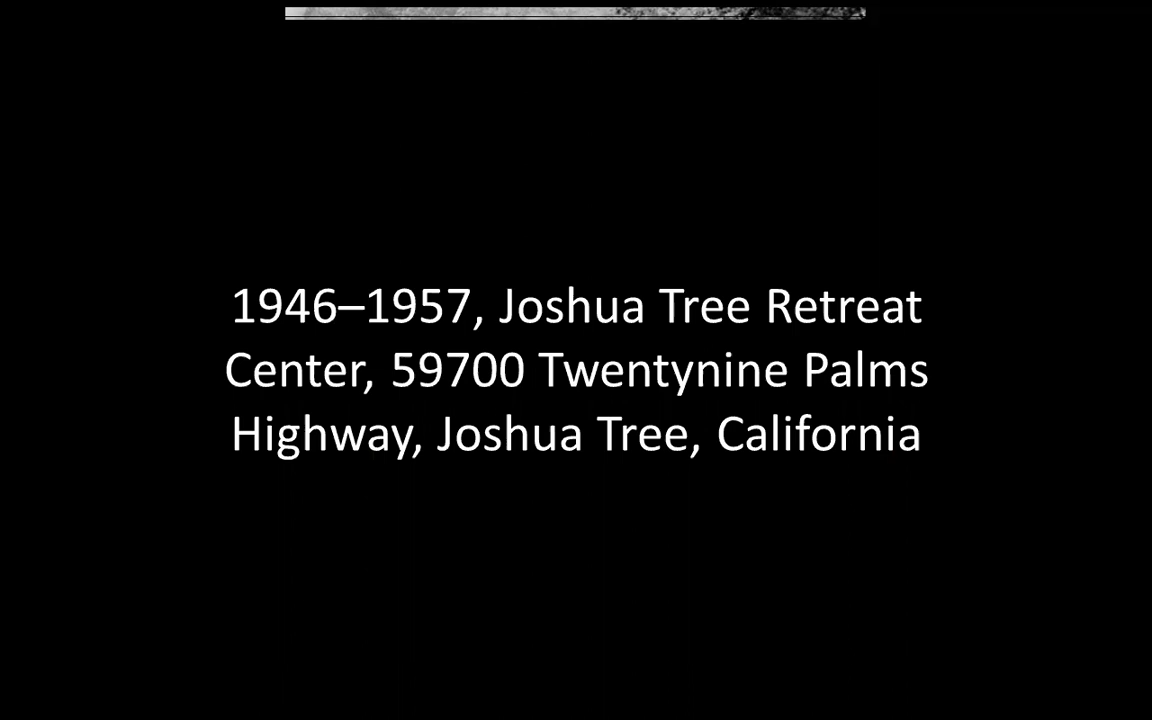 1946–1957, Joshua Tree Retreat
Center, 59700 Twentynine Palms
Highway, Joshua Tree, California